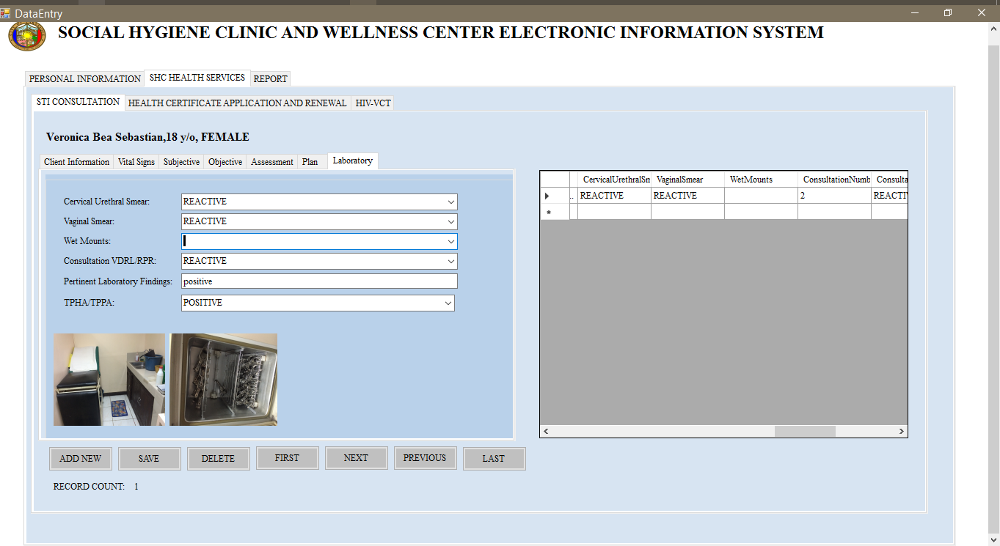 DataEntry
SOCIAL HYGIENE CLINIC AND WELLNESS CENTER ELECTRONIC INFORMATION SYSTEM
PERSONAL INFORMATION SHC HEALTH SERVICES REPORT
STI CONSULTATION HEALTH CERTIFICATE APPLICATION AND RENEWAL HIV-VCT
Veronica Bea Sebastian,18 y/o, FEMALE
Client Information Vital Signs Subjective Objective Assessment Plan Laboratory
Cervical Urethral Smear: REACTIVE
Vaginal Smear: REACTIVE
Wet Mounts:
Consultation VDRL/RPR: REACTIVE
Pertinent Laboratory Findings: positive
TPHA/TPPA: POSITIVE
CervicalUrethralSn VaginalSmear WetMounts ConsultationNumb Consulta
.. REACTIVE REACTIVE 2 REACTIV
*
ADD NEW SAVE DELETE FIRST NEXT PREVIOUS LAST
RECORD COUNT: 1